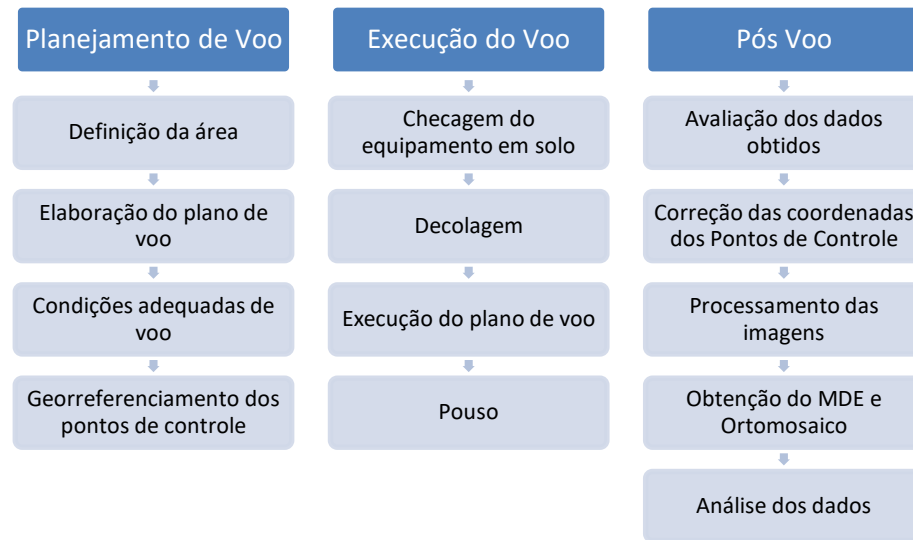 Planejamento de Voo
Definição da área
Elaboração do plano de
voo
Condições adequadas de
voo
Georreferenciamento dos
pontos de controle
Execução do Voo
Checagem do
equipamento em solo
Decolagem
Execução do plano de voo
Pouso
Pós Voo
Avaliação dos dados
obtidos
Correção das coordenadas
dos Pontos de Controle
Processamento das
imagens
Obtenção do MDE e
Ortomosaico
Análise dos dados